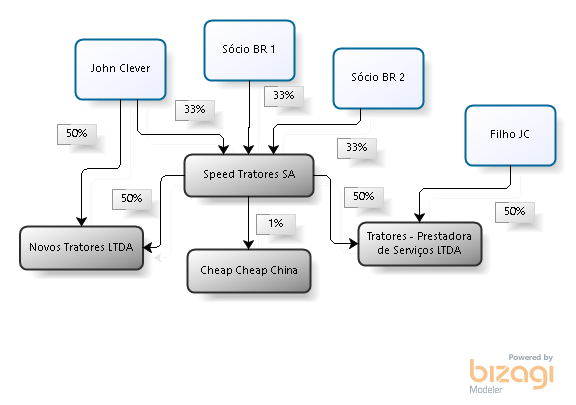 John Clever
Sócio BR 1
Sócio BR 2
Filho JC
33%
33%
50%
33%
Speed Tratores SA
50%
50%
50%
1%
Novos Tratores LTDA
Tratores - Prestadora
de Serviços LTDA
Cheap Cheap China
Powered by
bizagi
Modeler